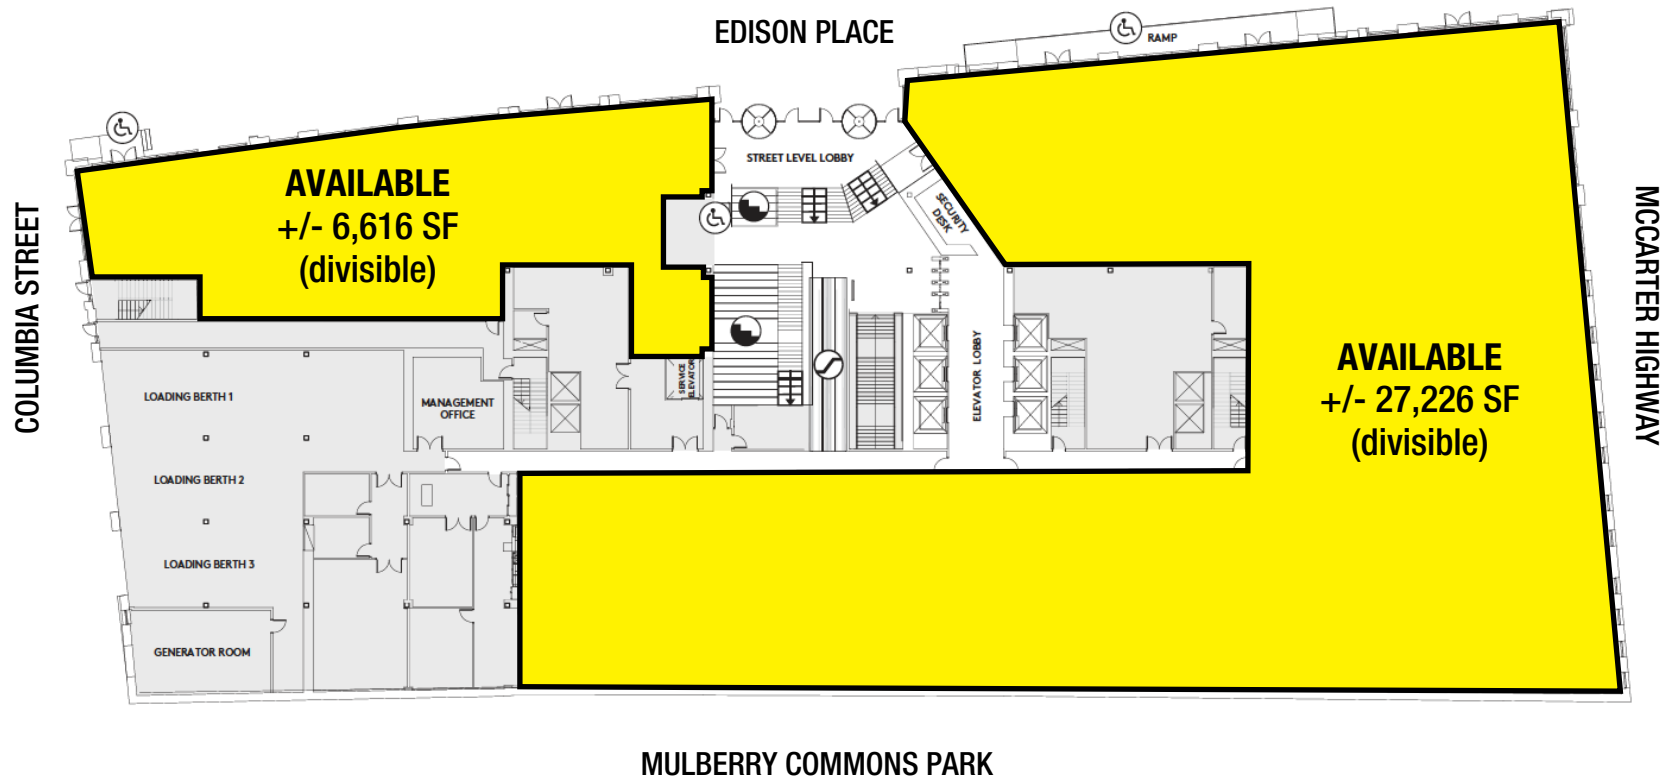 EDISON PLACE
RAMP
STREET LEVEL LOBBY
AVAILABLE
+/- 6,616 SF
(divisible)
SECURITY
DESK
COLUMBIA STREET
MCCARTER HIGHWAY
ELEVATOR LOBBY
AVAILABLE
+/- 27,226 SF
(divisible)
SERVICE
ELEVATOR
LOADING BERTH 1
MANAGEMENT
OFFICE
LOADING BERTH 2
LOADING BERTH 3
GENERATOR ROOM
MULBERRY COMMONS PARK